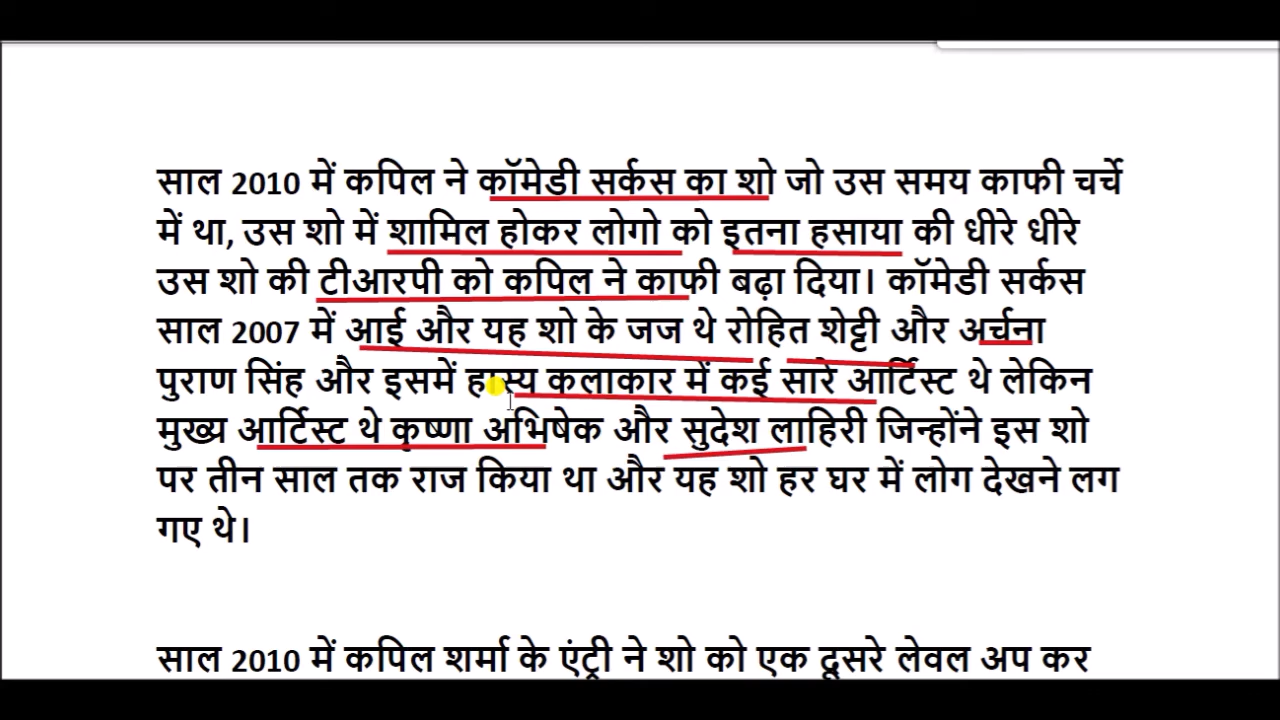 साल 2010 में कपिल ने कॉमेडी सर्कस का शो जो उस समय काफी चर्चे
में था, उस शो में शामिल होकर लोगो को इतना हसाया की धीरे धीरे
उस शो की टीआरपी को कपिल ने काफी बढ़ा दिया। कॉमेडी सर्कस
साल 2007 में आई और यह शो के जज थे रोहित शेट्टी और अर्चना
पुराण सिंह और इसमें हास्य कलाकार में कई सारे आर्टिस्ट थे लेकिन
मुख्य आर्टिस्ट थे कृष्णा अभिषेक और सुदेश लाहिरी जिन्होंने इस शो
पर तीन साल तक राज किया था और यह शो हर घर में लोग देखने लग
गए थे।
साल 2010 में कपिल शर्मा के एंट्री ने शो को एक दूसरे लेवल अप कर